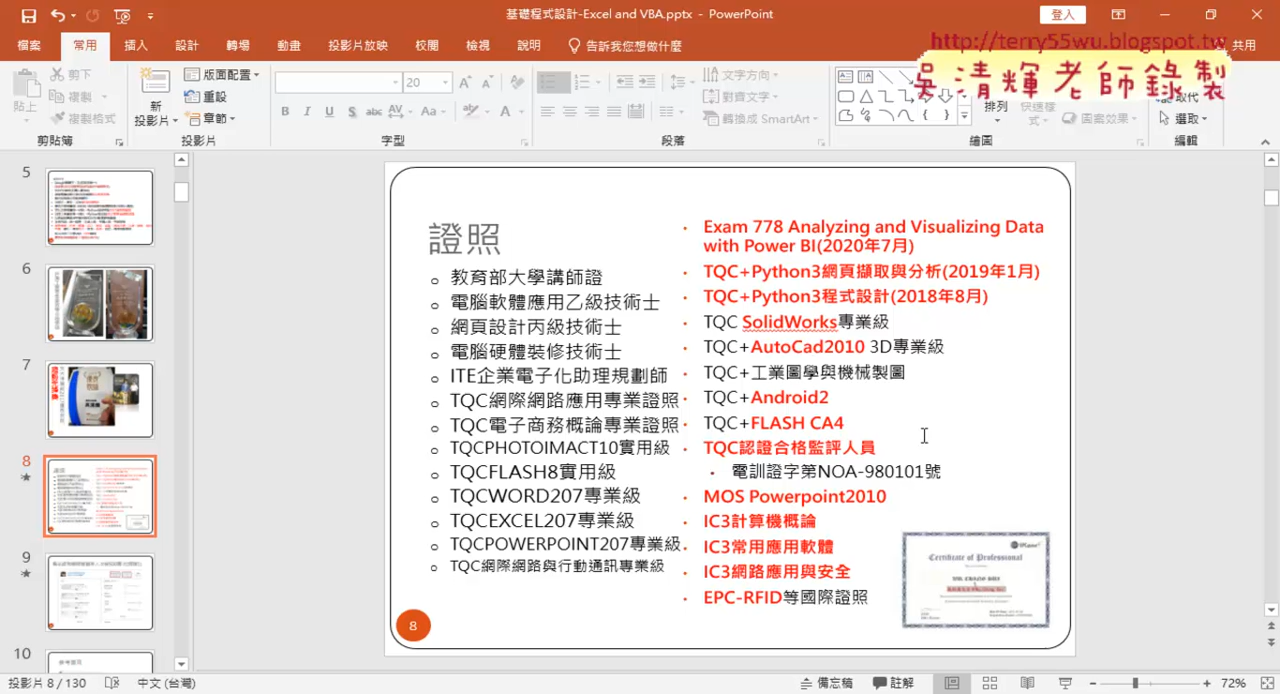 基礎程式設計-Excel and VBA.pptx - PowerPoint
登入
檔案
常用
插入
設計
轉場
動畫
投影片放映
校閱
檢視
說明
告訴我您想做什麼
共用
http://terry55wu.blogspot.tw
吳清輝老師錄製
貼上
剪下
複製
複製格式
剪貼簿
新
投影片
版面配置
重設
章節
投影片
20
B I U S abc AV Aa
A
字型
文字方向
對齊文字
轉換成 SmartArt
段落
排列
快速樣
式
圖案效果
繪圖
取代
選取
編輯
5
6
7
8
9
10
證照
教育部大學講師證
電腦軟體應用乙級技術士
網頁設計丙級技術士
電腦硬體裝修技術士
ITE企業電子化助理規劃師
TQC網際網路應用專業證照
TQC電子商務概論專業證照
TQCPHOTOIMACT10實用級
TQCFLASH8實用級
TQCWORD207專業級
TQCEXCEL207專業級
TQCPOWERPOINT207專業級
TQC網際網路與行動通訊專業級
Exam 778 Analyzing and Visualizing Data
with Power BI(2020年7月)
TQC+Python3網頁擷取與分析(2019年1月)
TQC+Python3程式設計(2018年8月)
TQC SolidWorks專業級
TQC+AutoCad2010 3D專業級
TQC+工業圖學與機械製圖
TQC+Android2
TQC+FLASH CA4
TQC認證合格監評人員
電訓證字第NOA-980101號
MOS Powerpoint2010
IC3計算機概論
IC3常用應用軟體
IC3網路應用與安全
EPC-RFID等國際證照
Certificate of Professional
8
投影片 8 / 130
中文 (台灣)
備忘稿
註解
72%